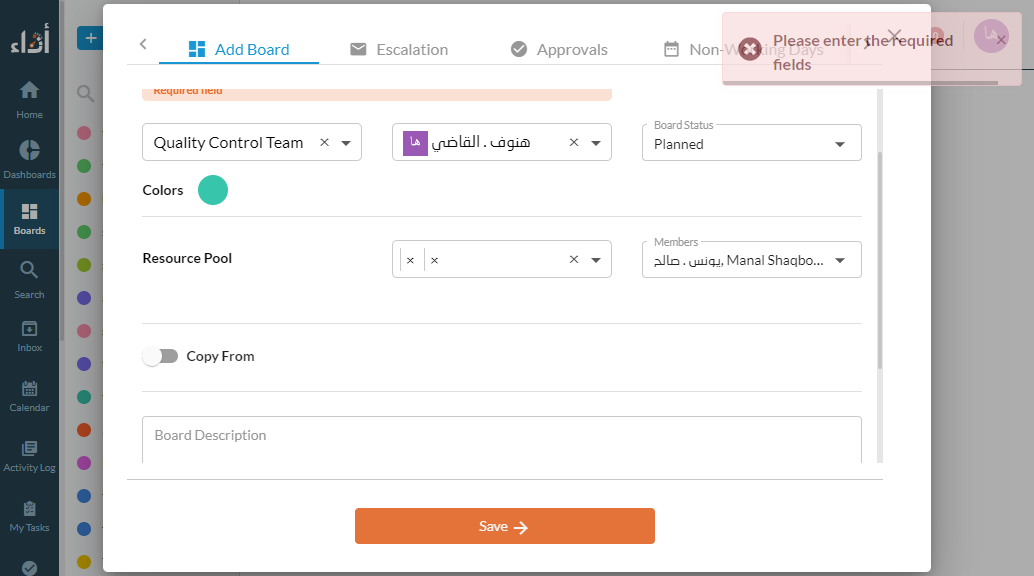 أداء
+
Home
Dashboards
Boards
Search
Inbox
Calendar
Activity Log
My Tasks
Add Board
Escalation
Approvals
Non-Working Days
Please enter the required
fields
Required field
Quality Control Team
ها هنوف . القاضي
Board Status
Planned
Colors
Resource Pool
Members
يونس . صالح, Manal Shaqbo...
Copy From
Board Description
Save